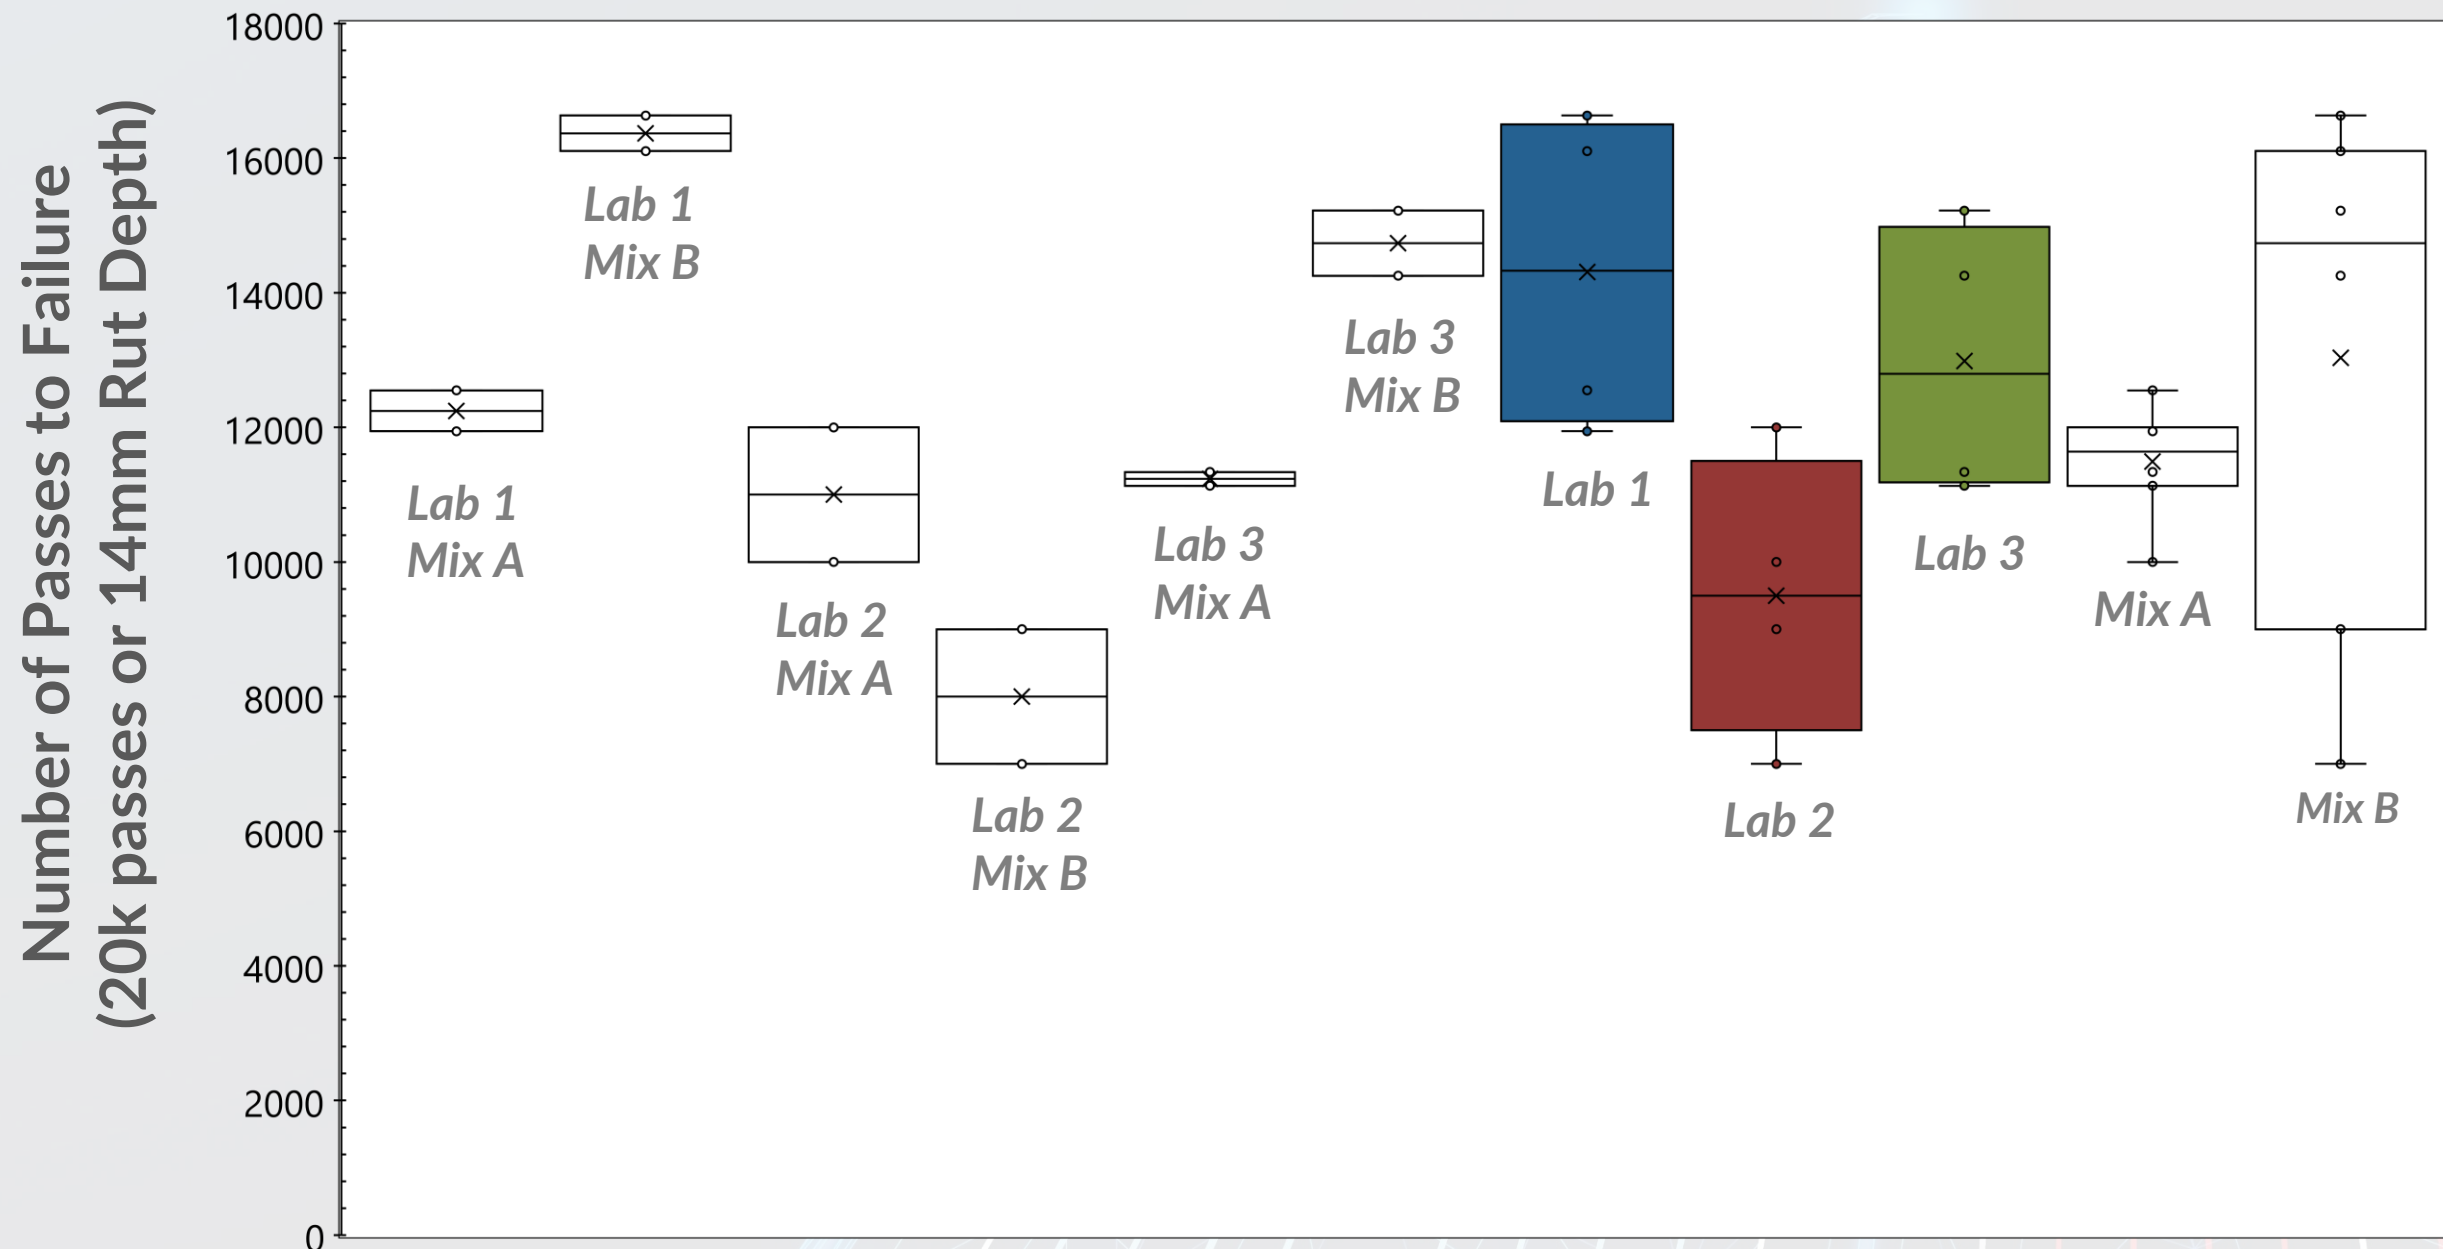 Number of Passes to Failure
(20k passes or 14mm Rut Depth)
18000
16000
14000
12000
10000
8000
6000
4000
2000
0
Lab 1
Mix A
Lab 1
Mix B
Lab 2
Mix A
Lab 2
Mix B
Lab 3
Mix A
Lab 3
Mix B
Lab 1
Lab 2
Lab 3
Mix A
Mix B